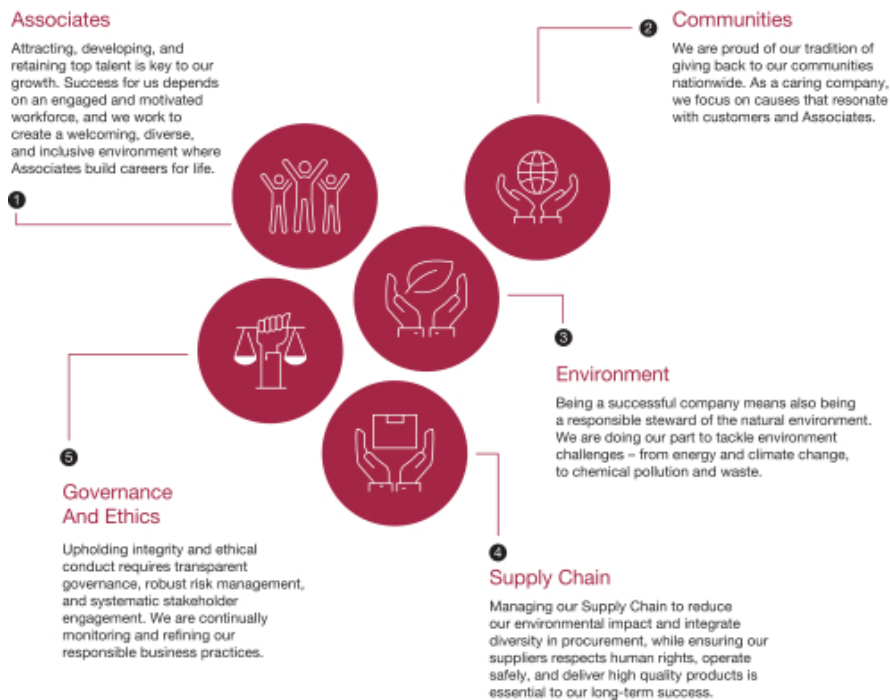 Associates
Attracting, developing, and
retaining top talent is key to our
growth. Success for us depends
on an engaged and motivated
workforce, and we work to
create a welcoming, diverse,
and inclusive environment where
Associates build careers for life.
1
2
Communities
We are proud of our tradition of
giving back to our communities
nationwide. As a caring company,
we focus on causes that resonate
with customers and Associates.
3
Environment
Being a successful company means also being
a responsible steward of the natural environment.
We are doing our part to tackle environment
challenges – from energy and climate change,
to chemical pollution and waste.
4
Supply Chain
Managing our Supply Chain to reduce
our environmental impact and integrate
diversity in procurement, while ensuring our
suppliers respects human rights, operate
safely, and deliver high quality products is
essential to our long-term success.
5
Governance
And Ethics
Upholding integrity and ethical
conduct requires transparent
governance, robust risk management,
and systematic stakeholder
engagement. We are continually
monitoring and refining our
responsible business practices.